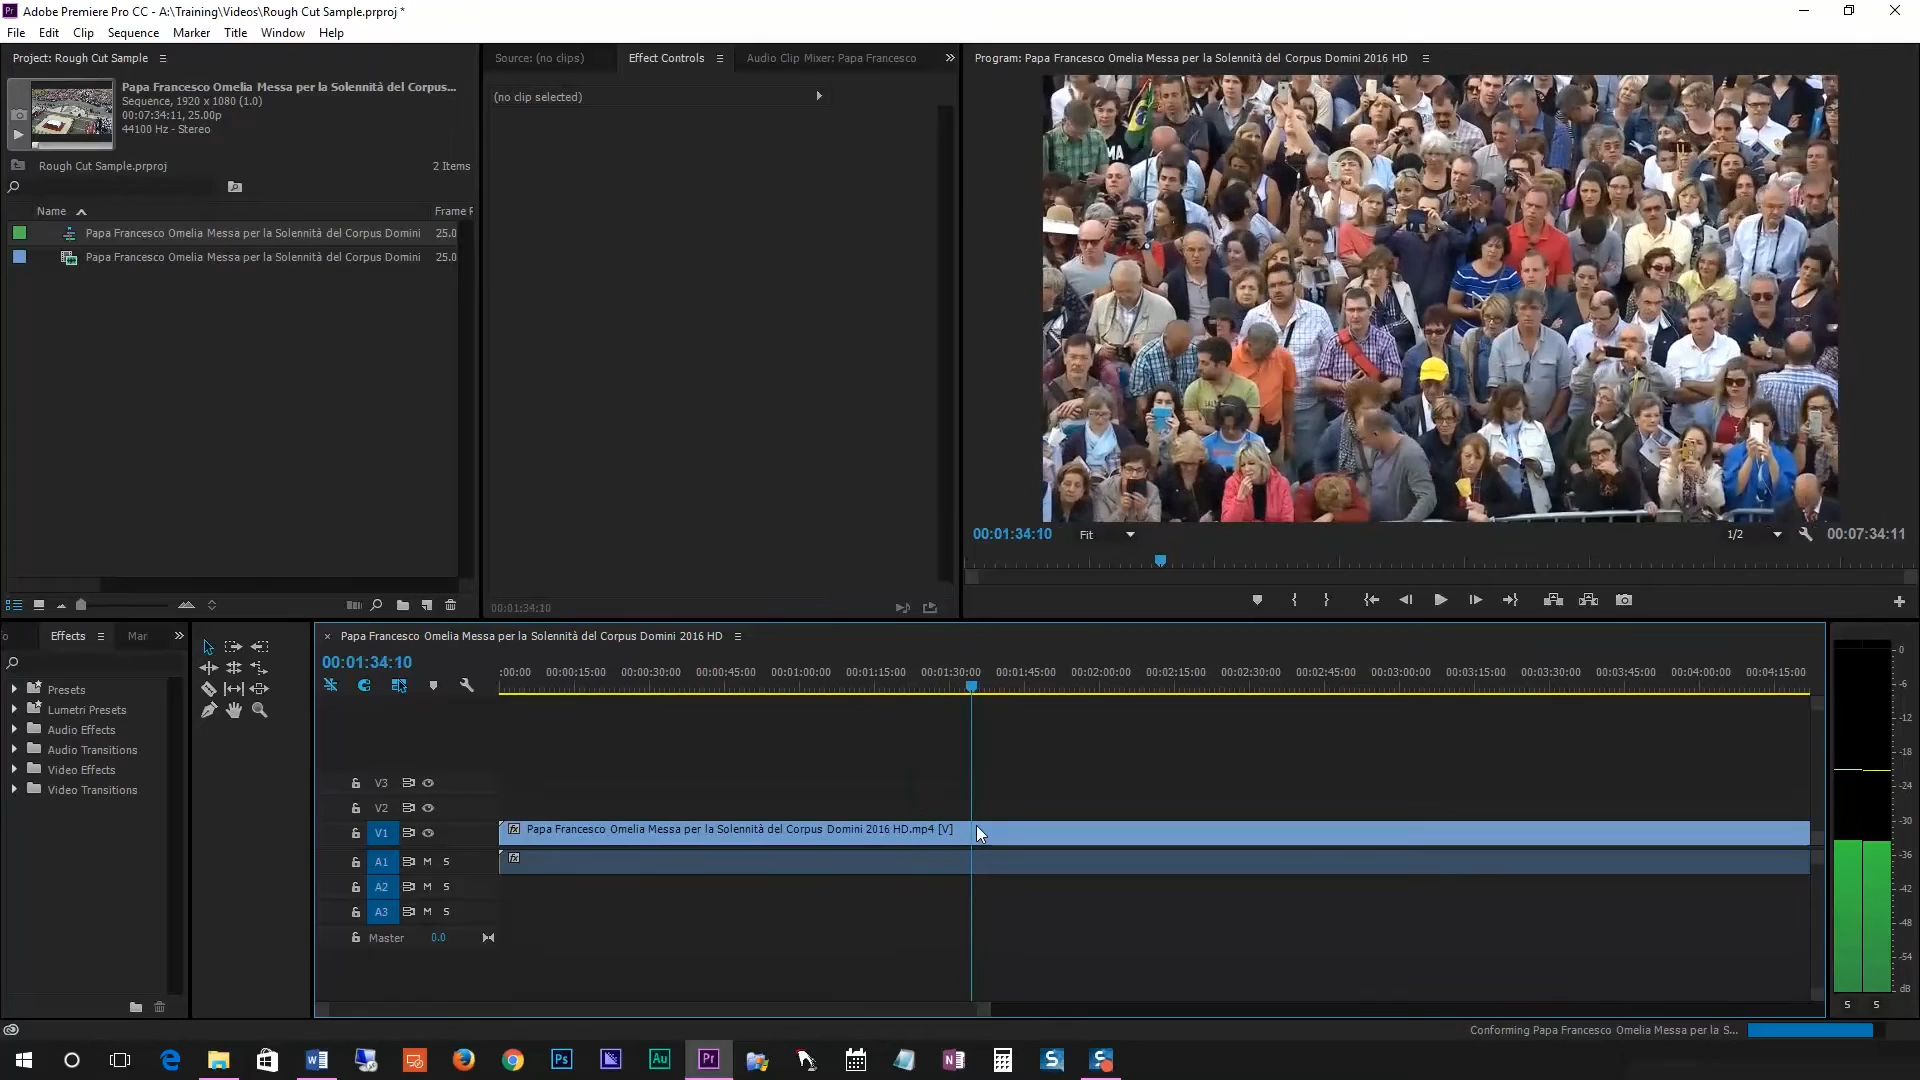 Adobe Premiere Pro CC - A:\Training\Videos\Rough Cut Sample.prproj *
File Edit Clip Sequence Marker Title Window Help
Project: Rough Cut Sample
Papa Francesco Omelia Messa per la Solennità del Corpus...
Sequence, 1920 x 1080 (1.0)
00:07:34:11, 25.00p
44100 Hz - Stereo
Rough Cut Sample.prproj 2 Items
Name Frame R
Papa Francesco Omelia Messa per la Solennità del Corpus Domini 25.0
Papa Francesco Omelia Messa per la Solennità del Corpus Domini 25.0
Source: (no clips) Effect Controls Audio Clip Mixer: Papa Francesco
(no clip selected)
00:01:34:10
Program: Papa Francesco Omelia Messa per la Solennità del Corpus Domini 2016 HD
00:01:34:10 Fit 1/2 00:07:34:11
Effects Mar
Presets
Lumetri Presets
Audio Effects
Audio Transitions
Video Effects
Video Transitions
× Papa Francesco Omelia Messa per la Solennità del Corpus Domini 2016 HD
00:01:34:10
:00:00 00:00:15:00 00:00:30:00 00:00:45:00 00:01:00:00 00:01:15:00 00:01:30:00 00:01:45:00 00:02:00:00 00:02:15:00 00:02:30:00 00:02:45:00 00:03:00:00 00:03:15:00 00:03:30:00 00:03:45:00 00:04:00:00 00:04:15:00
V3
V2
V1 fx Papa Francesco Omelia Messa per la Solennità del Corpus Domini 2016 HD.mp4 [V]
A1 M S fx
A2 M S
A3 M S
Master 0.0
0
-6
-12
-18
-24
-30
-36
-42
-48
-54
dB
S S
Conforming Papa Francesco Omelia Messa per la S...
Ps Au Pr